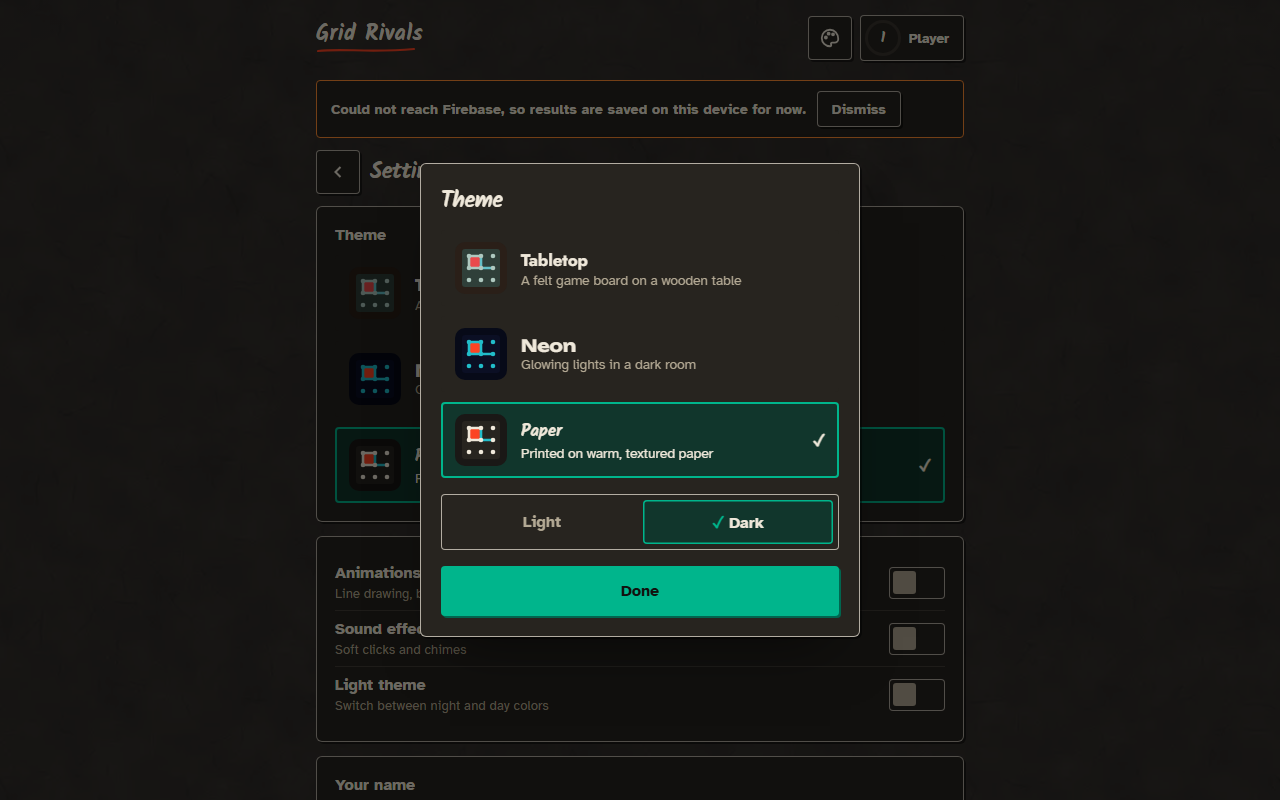 Grid Rivals
Player
Could not reach Firebase, so results are saved on this device for now.
Dismiss
Theme
Theme
Tabletop
A felt game board on a wooden table
Neon
Glowing lights in a dark room
Paper
Printed on warm, textured paper
Light
✓ Dark
Done
Animations
Line drawing,
Sound
Soft clicks and chimes
Light theme
Switch between night and day colors
Your name